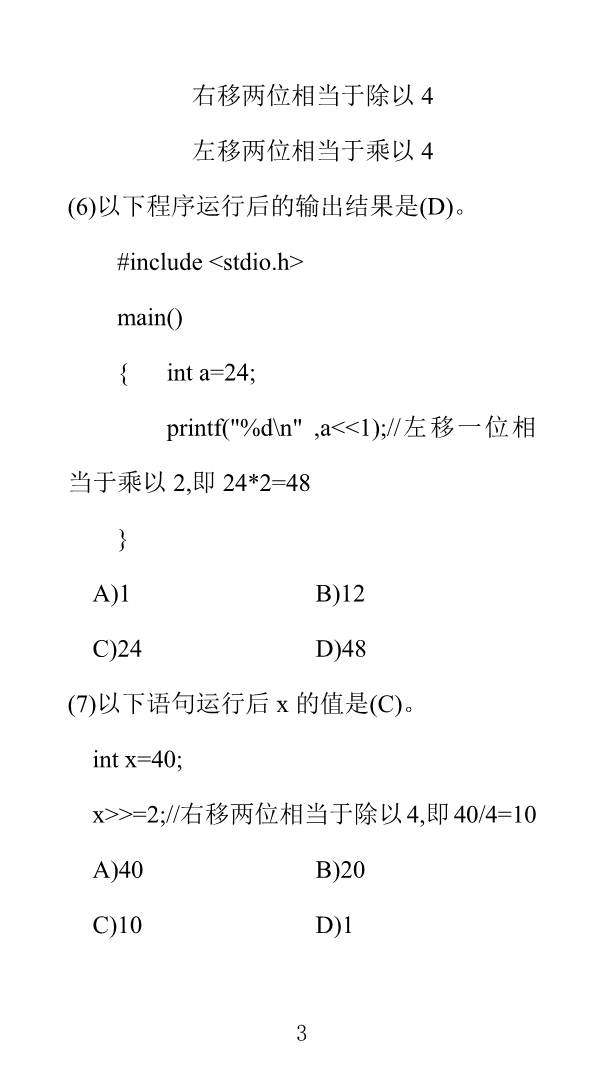 右移两位相当于除以 4
左移两位相当于乘以 4
(6)以下程序运行后的输出结果是(D)。
#include <stdio.h>
main()
{ int a=24;
printf("%d\n" ,a<<1);//左移一位相
当于乘以 2,即 24*2=48
}
A)1 B)12
C)24 D)48
(7)以下语句运行后 x 的值是(C)。
int x=40;
x>>=2;//右移两位相当于除以 4,即 40/4=10
A)40 B)20
C)10 D)1
3